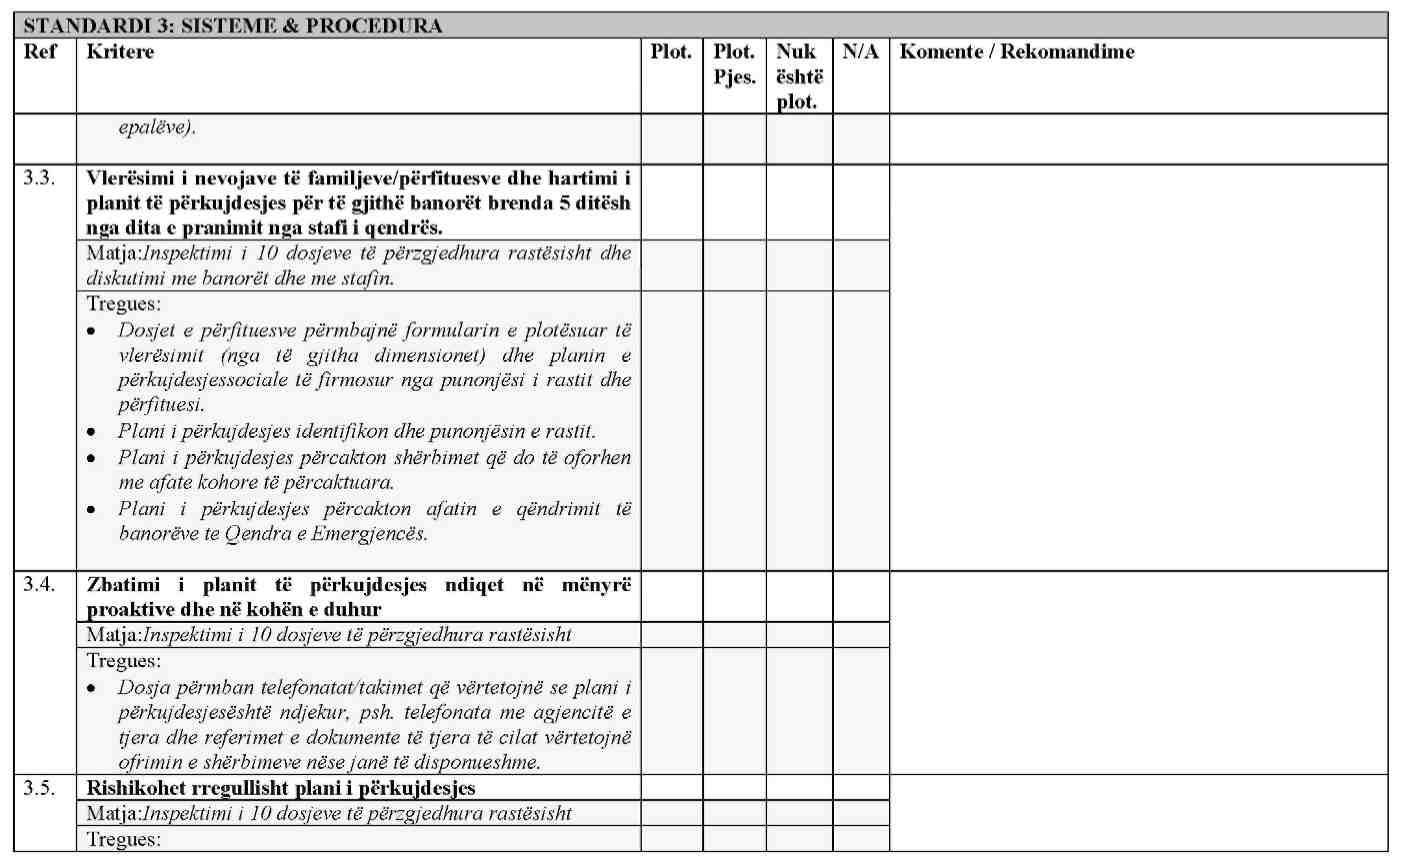 STANDARDI 3: SISTEME & PROCEDURA
Ref Kritere Plot. Plot. Nuk N/A Komente / Rekomandime
Pjes. është
plot.
epalëve).
3.3. Vlerësimi i nevojave të familjeve/përfituesve dhe hartimi i
planit të përkujdesjes për të gjithë banorët brenda 5 ditësh
nga dita e pranimit nga stafi i qendrës.
Matja:Inspektimi i 10 dosjeve të përzgjedhura rastësisht dhe
diskutimi me banorët dhe me stafin.
Tregues:
• Dosjet e përfituesve përmbajnë formularin e plotësuar të
vlerësimit (nga të gjitha dimensionet) dhe planin e
përkujdesjessociale të firmosur nga punonjësi i rastit dhe
përfituesi.
• Plani i përkujdesjes identifikon dhe punonjësin e rastit.
• Plani i përkujdesjes përcakton shërbimet që do të oforhen
me afate kohore të përcaktuara.
• Plani i përkujdesjes përcakton afatin e qëndrimit të
banorëve te Qendra e Emergjencës.
3.4. Zbatimi i planit të përkujdesjes ndiqet në mënyrë
proaktive dhe në kohën e duhur
Matja:Inspektimi i 10 dosjeve të përzgjedhura rastësisht
Tregues:
• Dosja përmban telefonatat/takimet që vërtetojnë se plani i
përkujdesjesështë ndjekur, psh. telefonata me agjencitë e
tjera dhe referimet e dokumente të tjera të cilat vërtetojnë
ofrimin e shërbimeve nëse janë të disponueshme.
3.5. Rishikohet rregullisht plani i përkujdesjes
Matja:Inspektimi i 10 dosjeve të përzgjedhura rastësisht
Tregues: